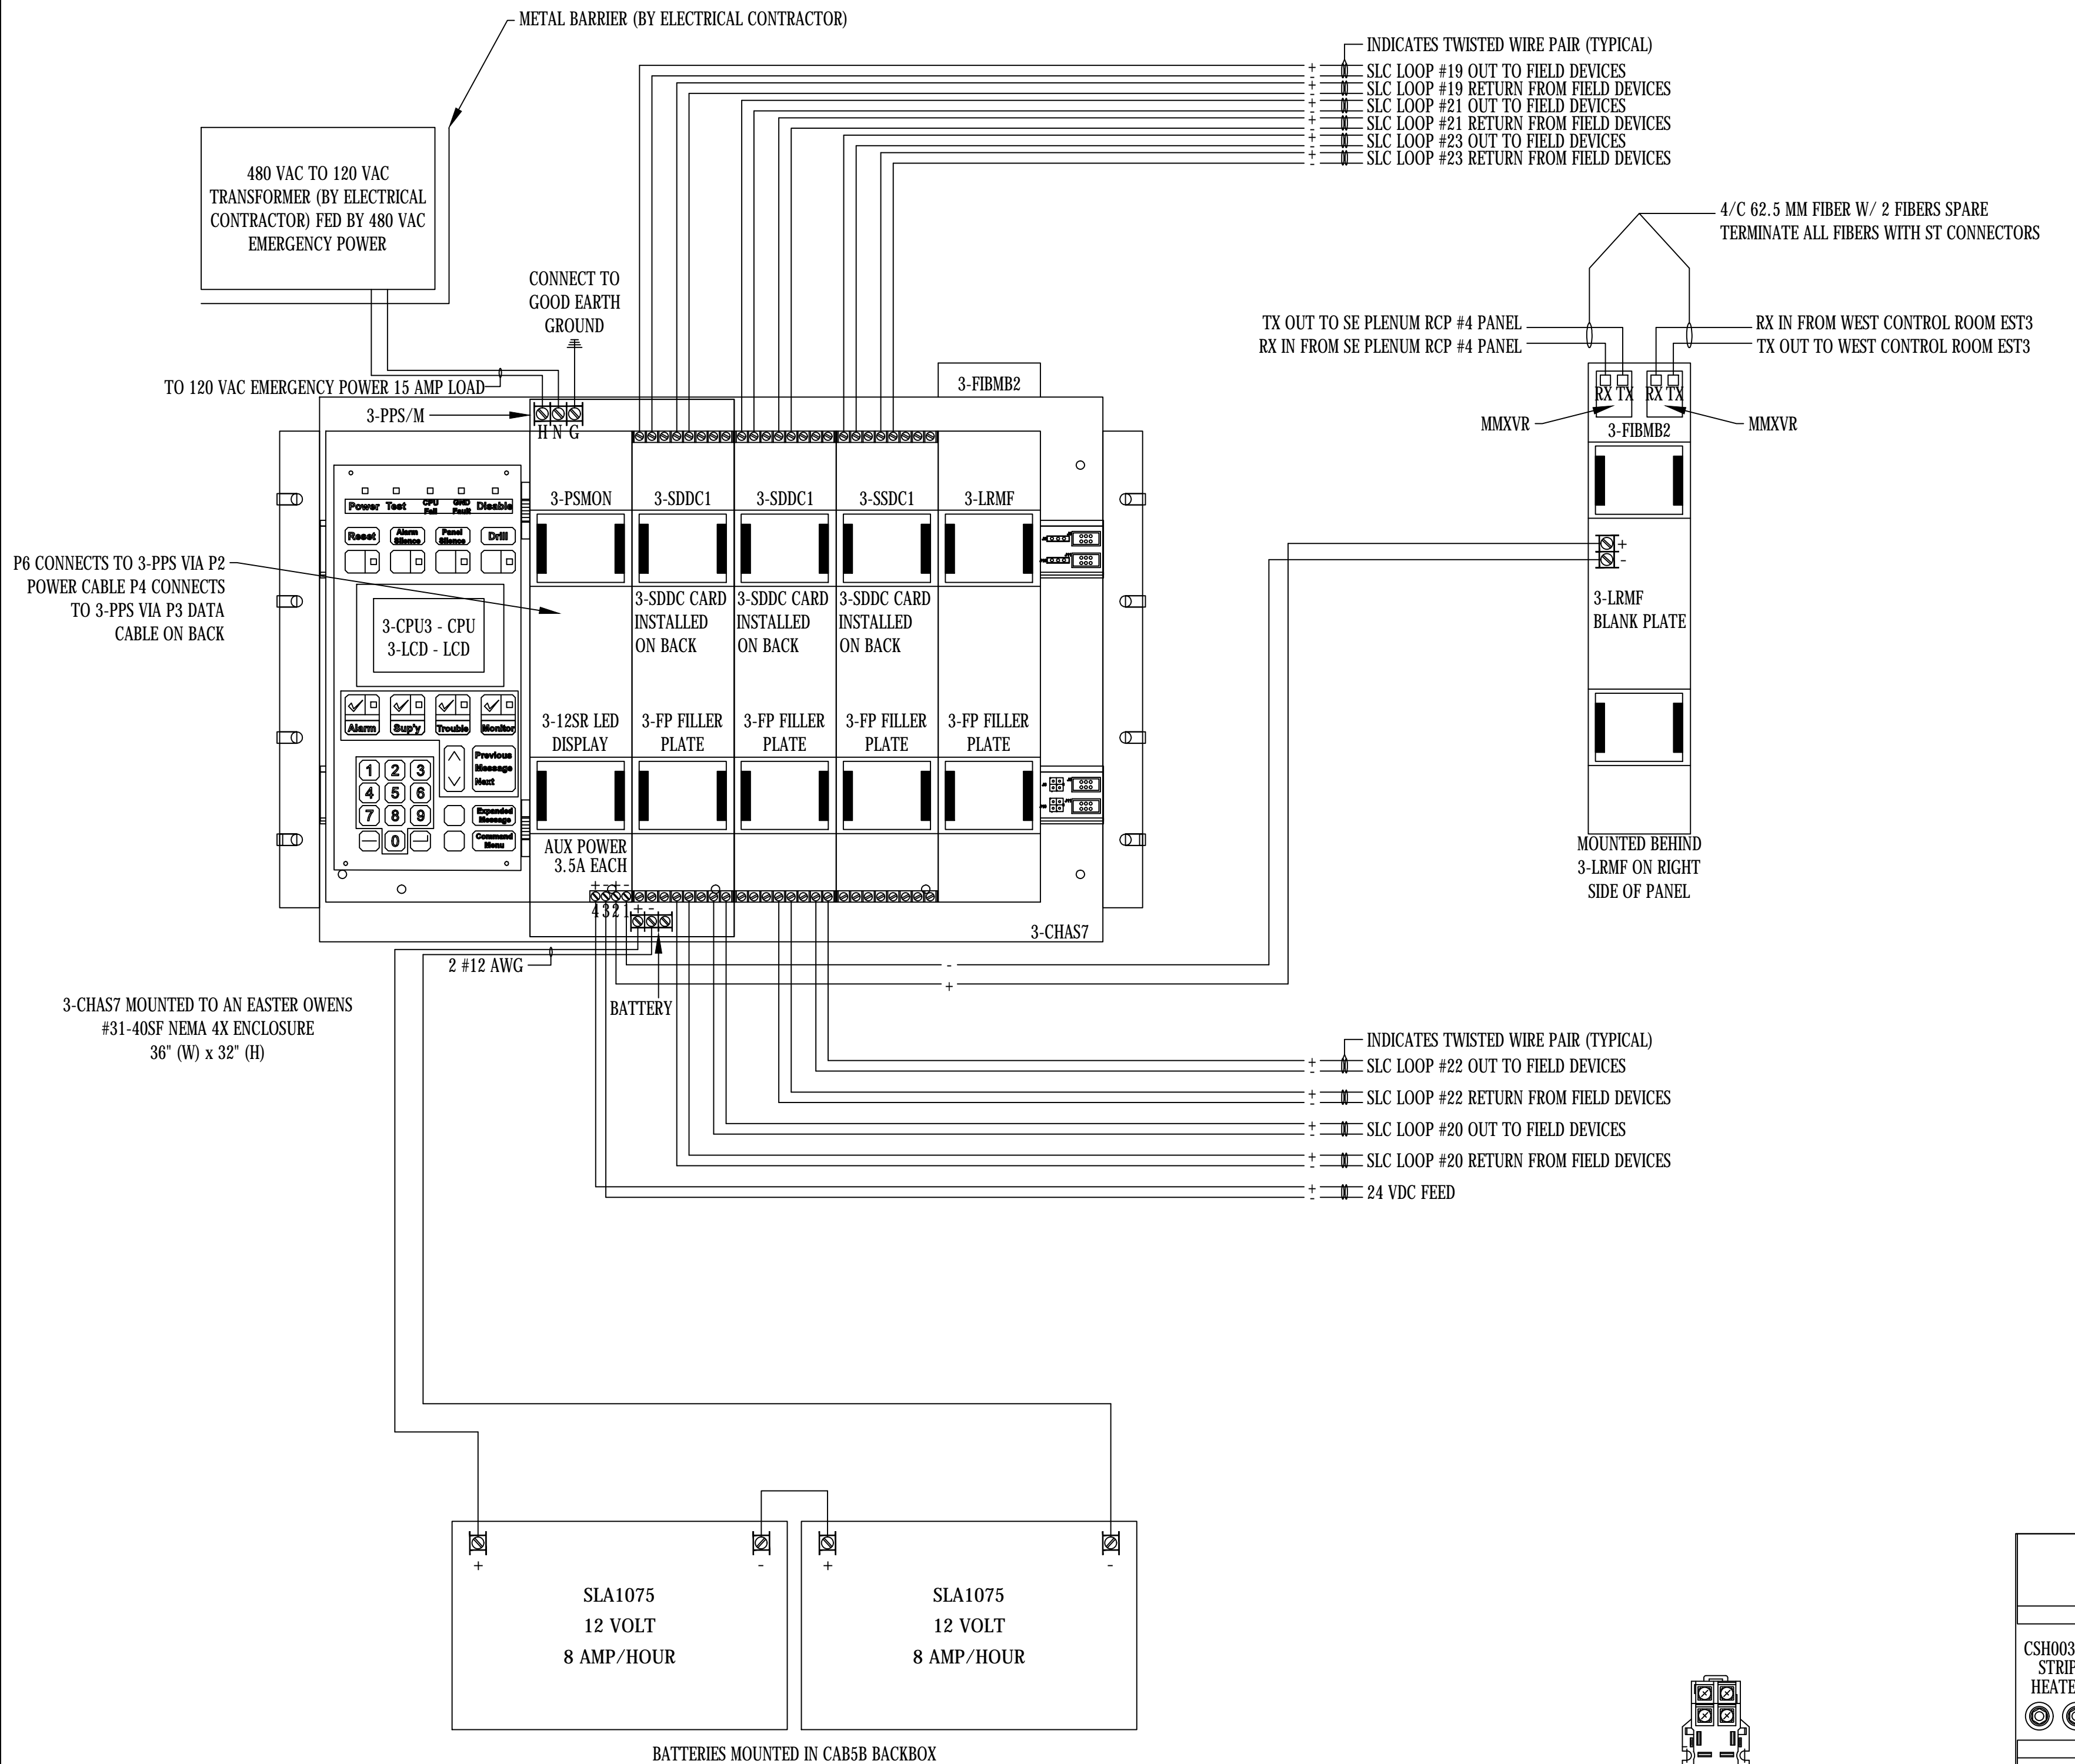 METAL BARRIER (BY ELECTRICAL CONTRACTOR)
INDICATES TWISTED WIRE PAIR (TYPICAL)
+ - SLC LOOP #19 OUT TO FIELD DEVICES
+ - SLC LOOP #19 RETURN FROM FIELD DEVICES
+ - SLC LOOP #21 OUT TO FIELD DEVICES
+ - SLC LOOP #21 RETURN FROM FIELD DEVICES
+ - SLC LOOP #23 OUT TO FIELD DEVICES
+ - SLC LOOP #23 RETURN FROM FIELD DEVICES
480 VAC TO 120 VAC
TRANSFORMER (BY ELECTRICAL
CONTRACTOR) FED BY 480 VAC
EMERGENCY POWER
4/C 62.5 MM FIBER W/ 2 FIBERS SPARE
TERMINATE ALL FIBERS WITH ST CONNECTORS
CONNECT TO
GOOD EARTH
GROUND
TX OUT TO SE PLENUM RCP #4 PANEL
RX IN FROM SE PLENUM RCP #4 PANEL
RX IN FROM WEST CONTROL ROOM EST3
TX OUT TO WEST CONTROL ROOM EST3
TO 120 VAC EMERGENCY POWER 15 AMP LOAD
3-PPS/M
H N G
3-FIBMB2
RX TX RX TX
MMXVR
MMXVR
3-FIBMB2
Power Test CPU Fail GND Fault Disable
Reset Alarm Silence Panel Silence Drill
3-PSMON
3-SDDC1
3-SDDC1
3-SSDC1
3-LRMF
P6 CONNECTS TO 3-PPS VIA P2
POWER CABLE P4 CONNECTS
TO 3-PPS VIA P3 DATA
CABLE ON BACK
3-CPU3 - CPU
3-LCD - LCD
3-SDDC CARD
INSTALLED
ON BACK
3-SDDC CARD
INSTALLED
ON BACK
3-SDDC CARD
INSTALLED
ON BACK
+
-
3-LRMF
BLANK PLATE
Alarm Sup'y Trouble Monitor
Previous
Message
Next
1 2 3
4 5 6
7 8 9
0
Expanded
Message
Command
Menu
3-12SR LED
DISPLAY
3-FP FILLER
PLATE
3-FP FILLER
PLATE
3-FP FILLER
PLATE
3-FP FILLER
PLATE
AUX POWER
3.5A EACH
+ - + -
4 3 2 1 + -
MOUNTED BEHIND
3-LRMF ON RIGHT
SIDE OF PANEL
3-CHAS7
2 #12 AWG
-
+
BATTERY
3-CHAS7 MOUNTED TO AN EASTER OWENS
#31-40SF NEMA 4X ENCLOSURE
36" (W) x 32" (H)
INDICATES TWISTED WIRE PAIR (TYPICAL)
+ - SLC LOOP #22 OUT TO FIELD DEVICES
+ - SLC LOOP #22 RETURN FROM FIELD DEVICES
+ - SLC LOOP #20 OUT TO FIELD DEVICES
+ - SLC LOOP #20 RETURN FROM FIELD DEVICES
+ - 24 VDC FEED
+ -
SLA1075
12 VOLT
8 AMP/HOUR
+ -
SLA1075
12 VOLT
8 AMP/HOUR
BATTERIES MOUNTED IN CAB5B BACKBOX
CSH003
STRIP
HEATE